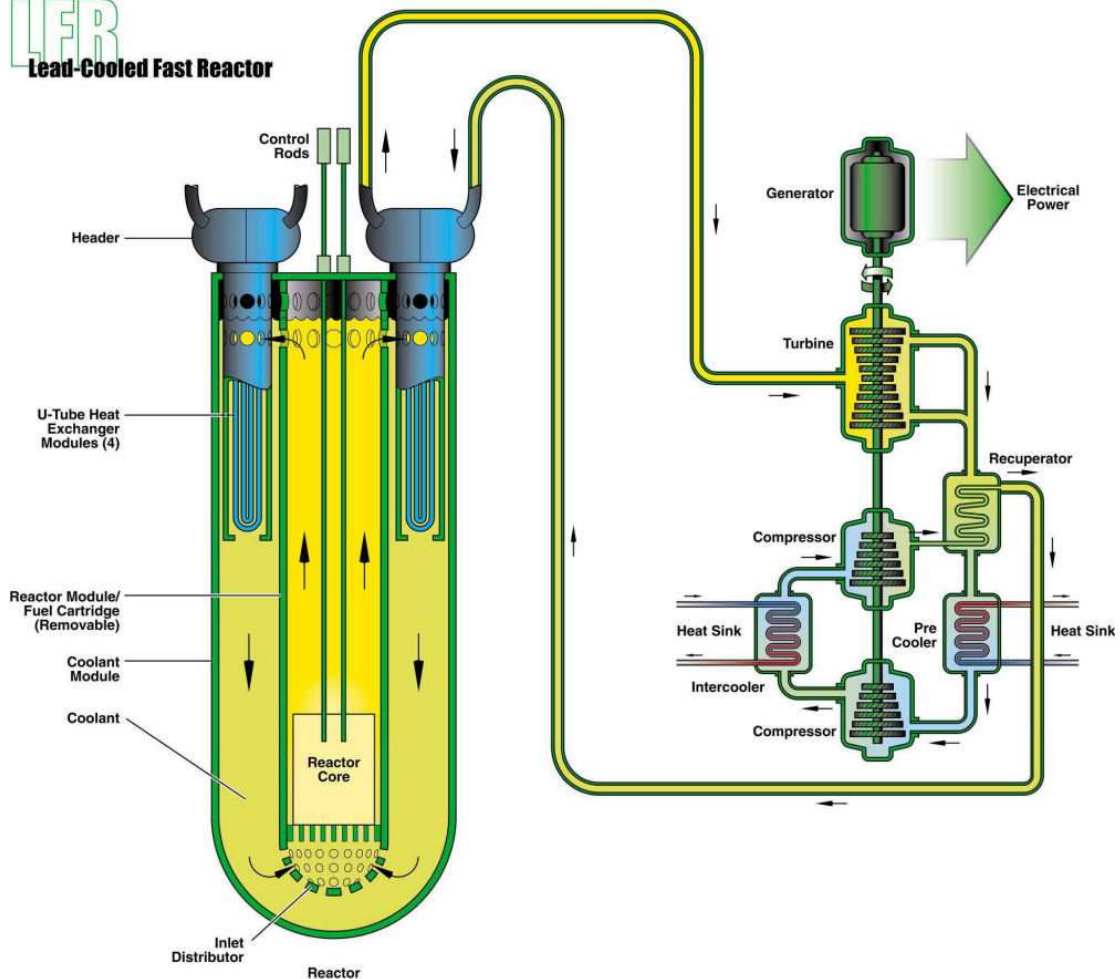 LFR
Lead-Cooled Fast Reactor
Control
Rods
Header
U-Tube Heat
Exchanger
Modules (4)
Reactor Module/
Fuel Cartridge
(Removable)
Coolant
Module
Coolant
Reactor
Core
Inlet
Distributor
Reactor
Generator
Electrical
Power
Turbine
Recuperator
Compressor
Heat Sink
Pre
Cooler
Heat Sink
Intercooler
Compressor